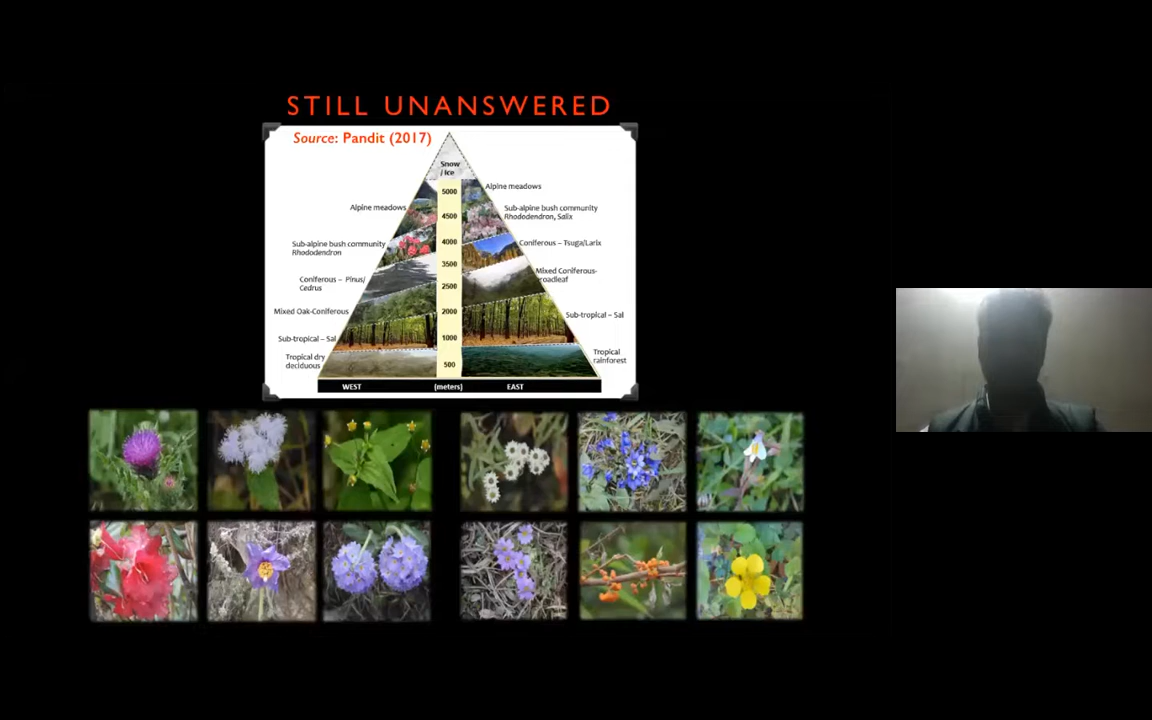 STILL UNANSWERED
Source: Pandit (2017)
Snow
/ Ice
5000
4500
4000
3500
2500
2000
1000
500
Alpine meadows
Sub-alpine bush community
Rhododendron
Coniferous – Pinus/
Cedrus
Mixed Oak-Coniferous
Sub-tropical – Sal
Tropical dry
deciduous
Alpine meadows
Sub-alpine bush community
Rhododendron, Salix
Coniferous – Tsuga/Larix
Mixed Coniferous-
roadleaf
Sub-tropical – Sal
Tropical
rainforest
WEST (meters) EAST